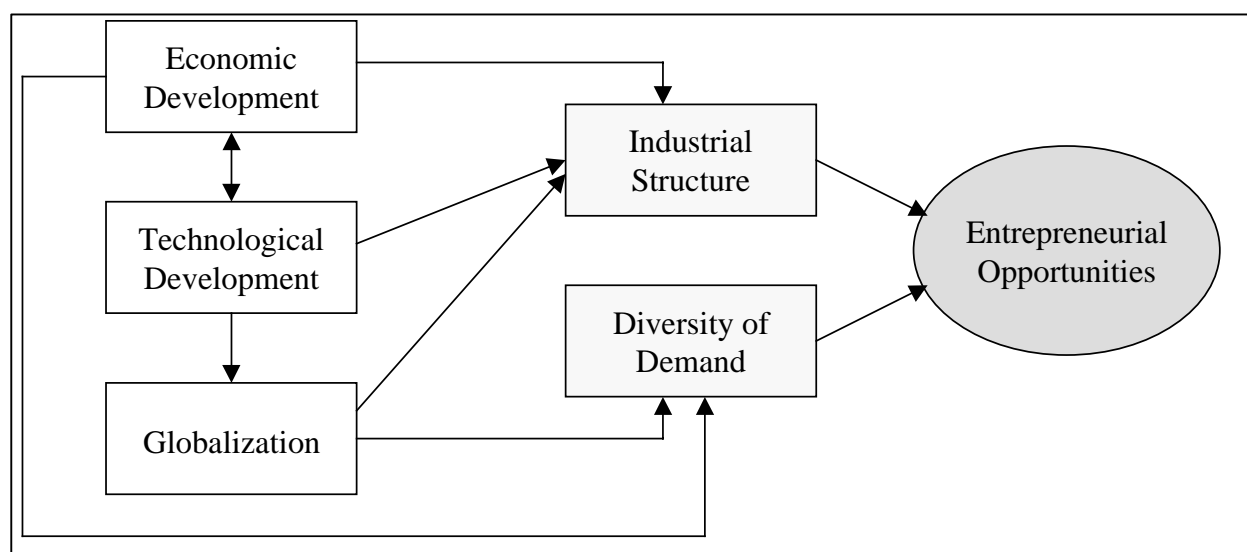 Economic
Development
Industrial
Structure
Technological
Development
Entrepreneurial
Opportunities
Diversity of
Demand
Globalization